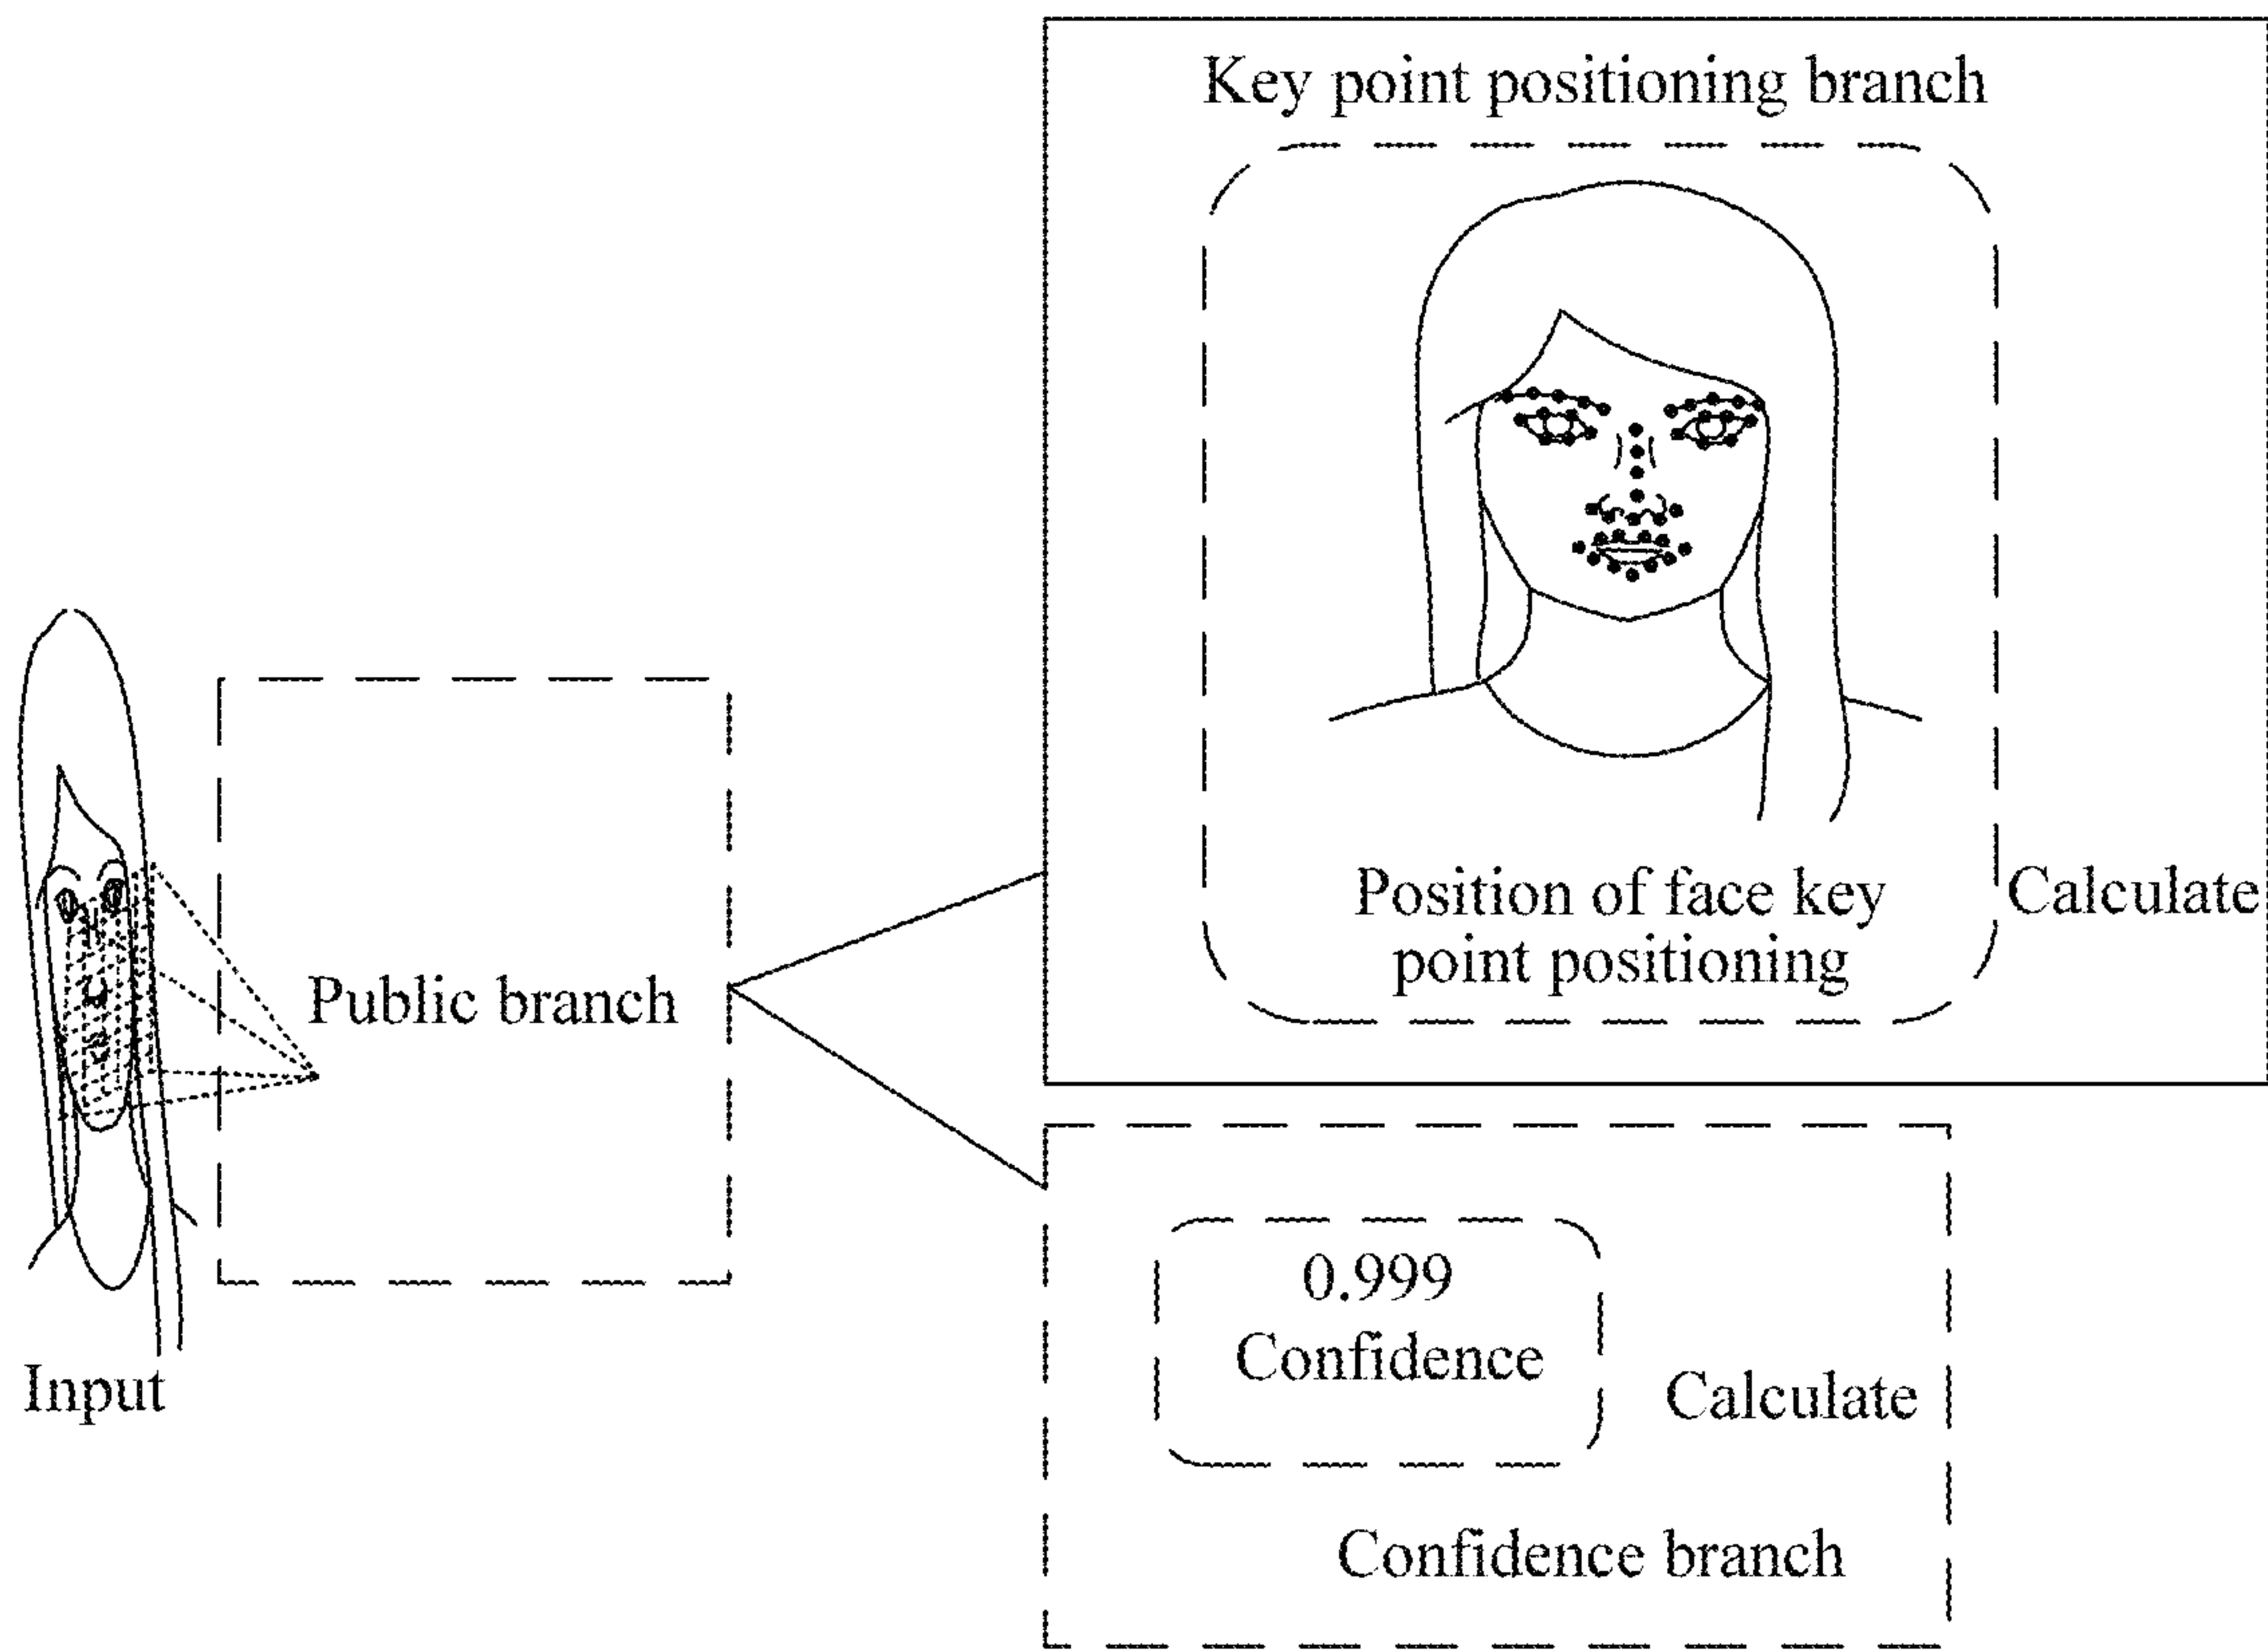 Key point positioning branch
Position of face key
point positioning
Calculate
Public branch
Input
0.999
Confidence
Calculate
Confidence branch